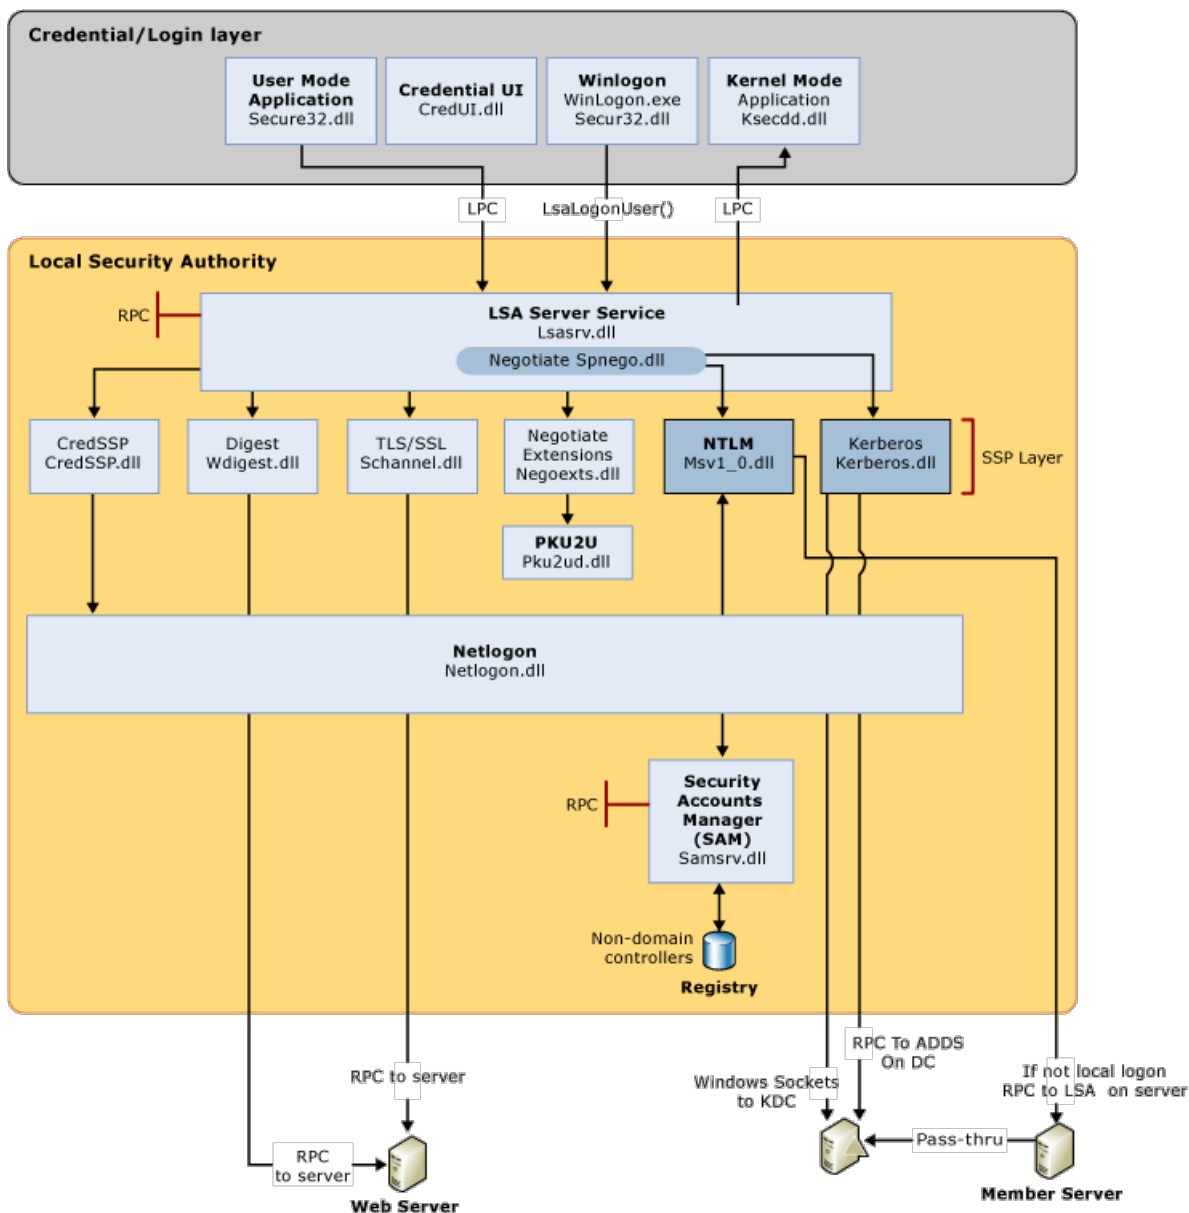 Credential/Login layer
User Mode
Application
Secure32.dll
Credential UI
CredUI.dll
Winlogon
WinLogon.exe
Secur32.dll
Kernel Mode
Application
Ksecdd.dll
LPC
LsaLogonUser()
LPC
Local Security Authority
RPC
LSA Server Service
Lsasrv.dll
Negotiate Spnego.dll
CredSSP
CredSSP.dll
Digest
Wdigest.dll
TLS/SSL
Schannel.dll
Negotiate
Extensions
Negoexts.dll
NTLM
Msv1_0.dll
Kerberos
Kerberos.dll
SSP Layer
PKU2U
Pku2ud.dll
Netlogon
Netlogon.dll
RPC
Security
Accounts
Manager
(SAM)
Samsrv.dll
Non-domain
controllers
Registry
RPC to server
RPC
to server
Web Server
Windows Sockets
to KDC
RPC To ADDS
On DC
If not local logon
RPC to LSA on server
Pass-thru
Member Server